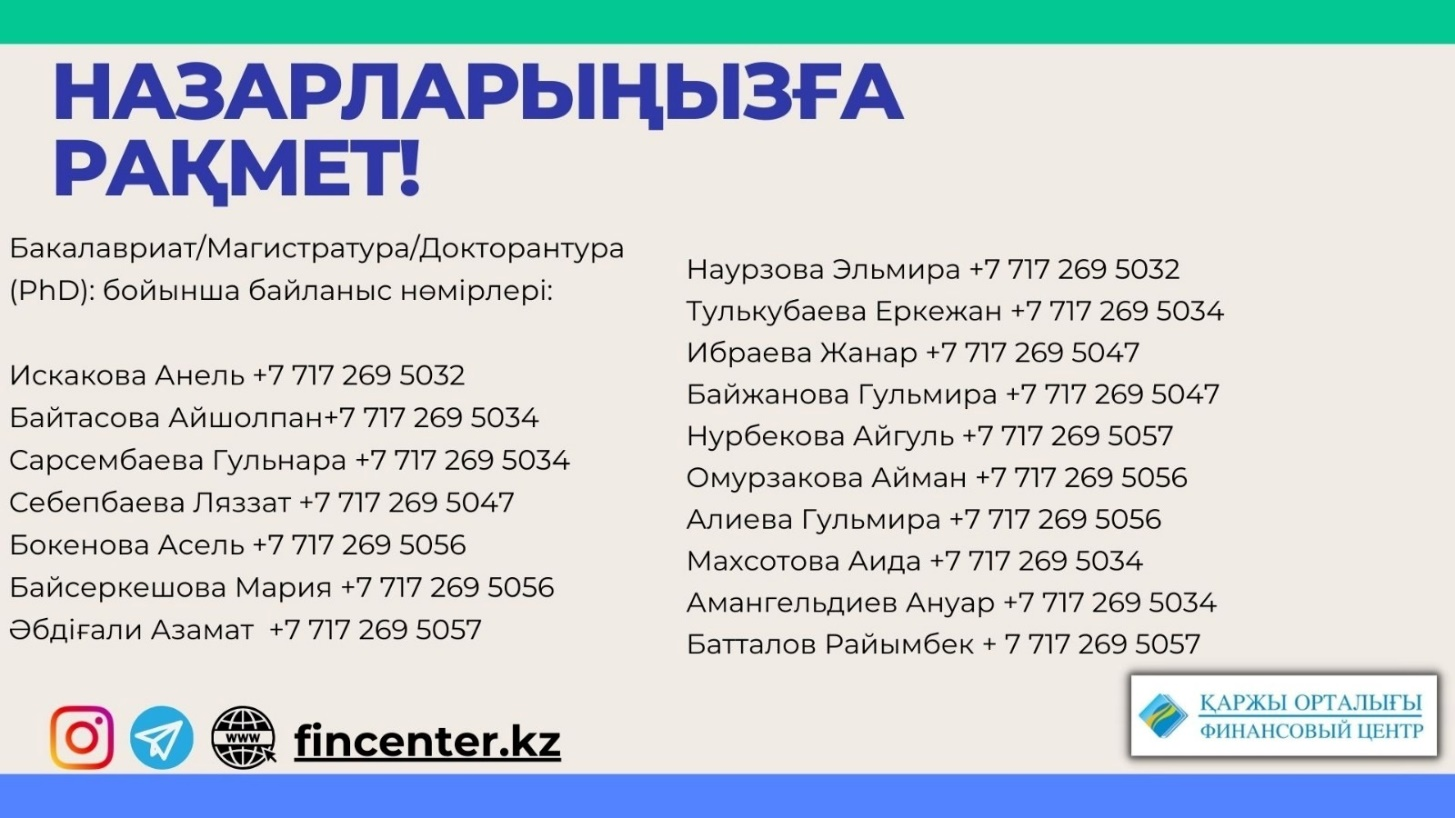 НАЗАРЛАРЫҢЫЗҒА
РАҚМЕТ!
Бакалавриат/Магистратура/Докторантура
(PhD): бойынша байланыс нөмірлері:
Искакова Анель +7 717 269 5032
Байтасова Айшолпан+7 717 269 5034
Сарсембаева Гульнара +7 717 269 5034
Себепбаева Ляззат +7 717 269 5047
Бокенова Асель +7 717 269 5056
Байсеркешова Мария +7 717 269 5056
Әбдіғали Азамат  +7 717 269 5057
Наурзова Эльмира +7 717 269 5032
Тулькубаева Еркежан +7 717 269 5034
Ибраева Жанар +7 717 269 5047
Байжанова Гульмира +7 717 269 5047
Нурбекова Айгуль +7 717 269 5057
Омурзакова Айман +7 717 269 5056
Алиева Гульмира +7 717 269 5056
Махсотова Аида +7 717 269 5034
Амангельдиев Ануар +7 717 269 5034
Батталов Райымбек + 7 717 269 5057
WWW
fincenter.kz
ҚАРЖЫ ОРТАЛЫҒЫ
ФИНАНСОВЫЙ ЦЕНТР